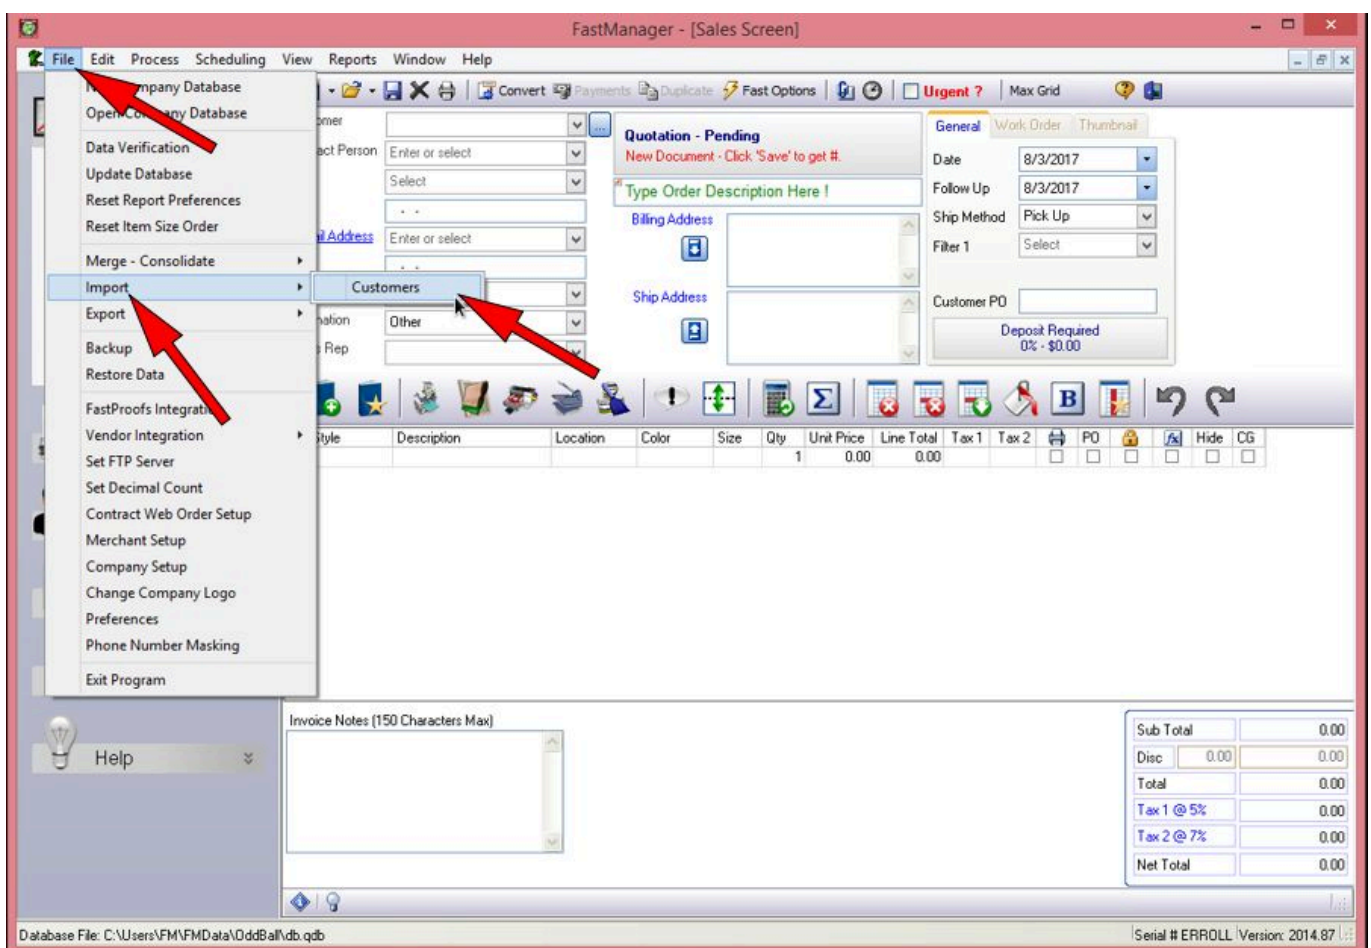 FastManager - [Sales Screen]
File Edit Process Scheduling View Reports Window Help
Company Database
Open Company Database
Data Verification
Update Database
Reset Report Preferences
Reset Item Size Order
Merge - Consolidate
Import
Export
Backup
Restore Data
FastProofs Integration
Vendor Integration
Set FTP Server
Set Decimal Count
Contract Web Order Setup
Merchant Setup
Company Setup
Change Company Logo
Preferences
Phone Number Masking
Exit Program
Customers
Convert Payments Duplicate Fast Options Urgent ? Max Grid
omer
act Person Enter or select
Select
- -
il Address Enter or select
- -
nation Other
Rep
Quotation - Pending
New Document - Click 'Save' to get #.
Type Order Description Here !
Billing Address
Ship Address
General Work Order Thumbnail
Date 8/3/2017
Follow Up 8/3/2017
Ship Method Pick Up
Filter 1 Select
Customer PO
Deposit Required
0% - $0.00
Style Description Location Color Size Qty Unit Price Line Total Tax 1 Tax 2 PO fx Hide CG
1 0.00 0.00
Help
Invoice Notes (150 Characters Max)
Sub Total 0.00
Disc 0.00 0.00
Total 0.00
Tax 1 @ 5% 0.00
Tax 2 @ 7% 0.00
Net Total 0.00
Database File: C:\Users\FM\FMData\OddBall\db.qdb
Serial # ERROLL Version: 2014.87